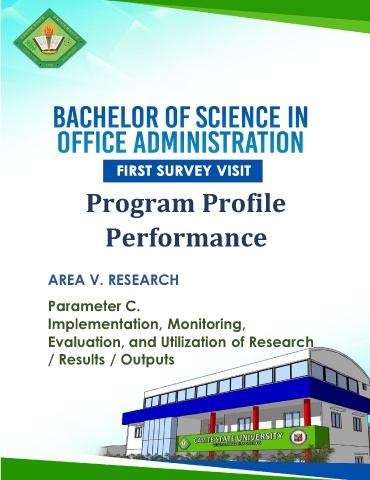 BACHELOR OF SCIENCE IN
OFFICE ADMINISTRATION
FIRST SURVEY VISIT
Program Profile
Performance
AREA V. RESEARCH
Parameter C.
Implementation, Monitoring,
Evaluation, and Utilization of Research
/ Results / Outputs
CAVITE STATE UNIVERSITY